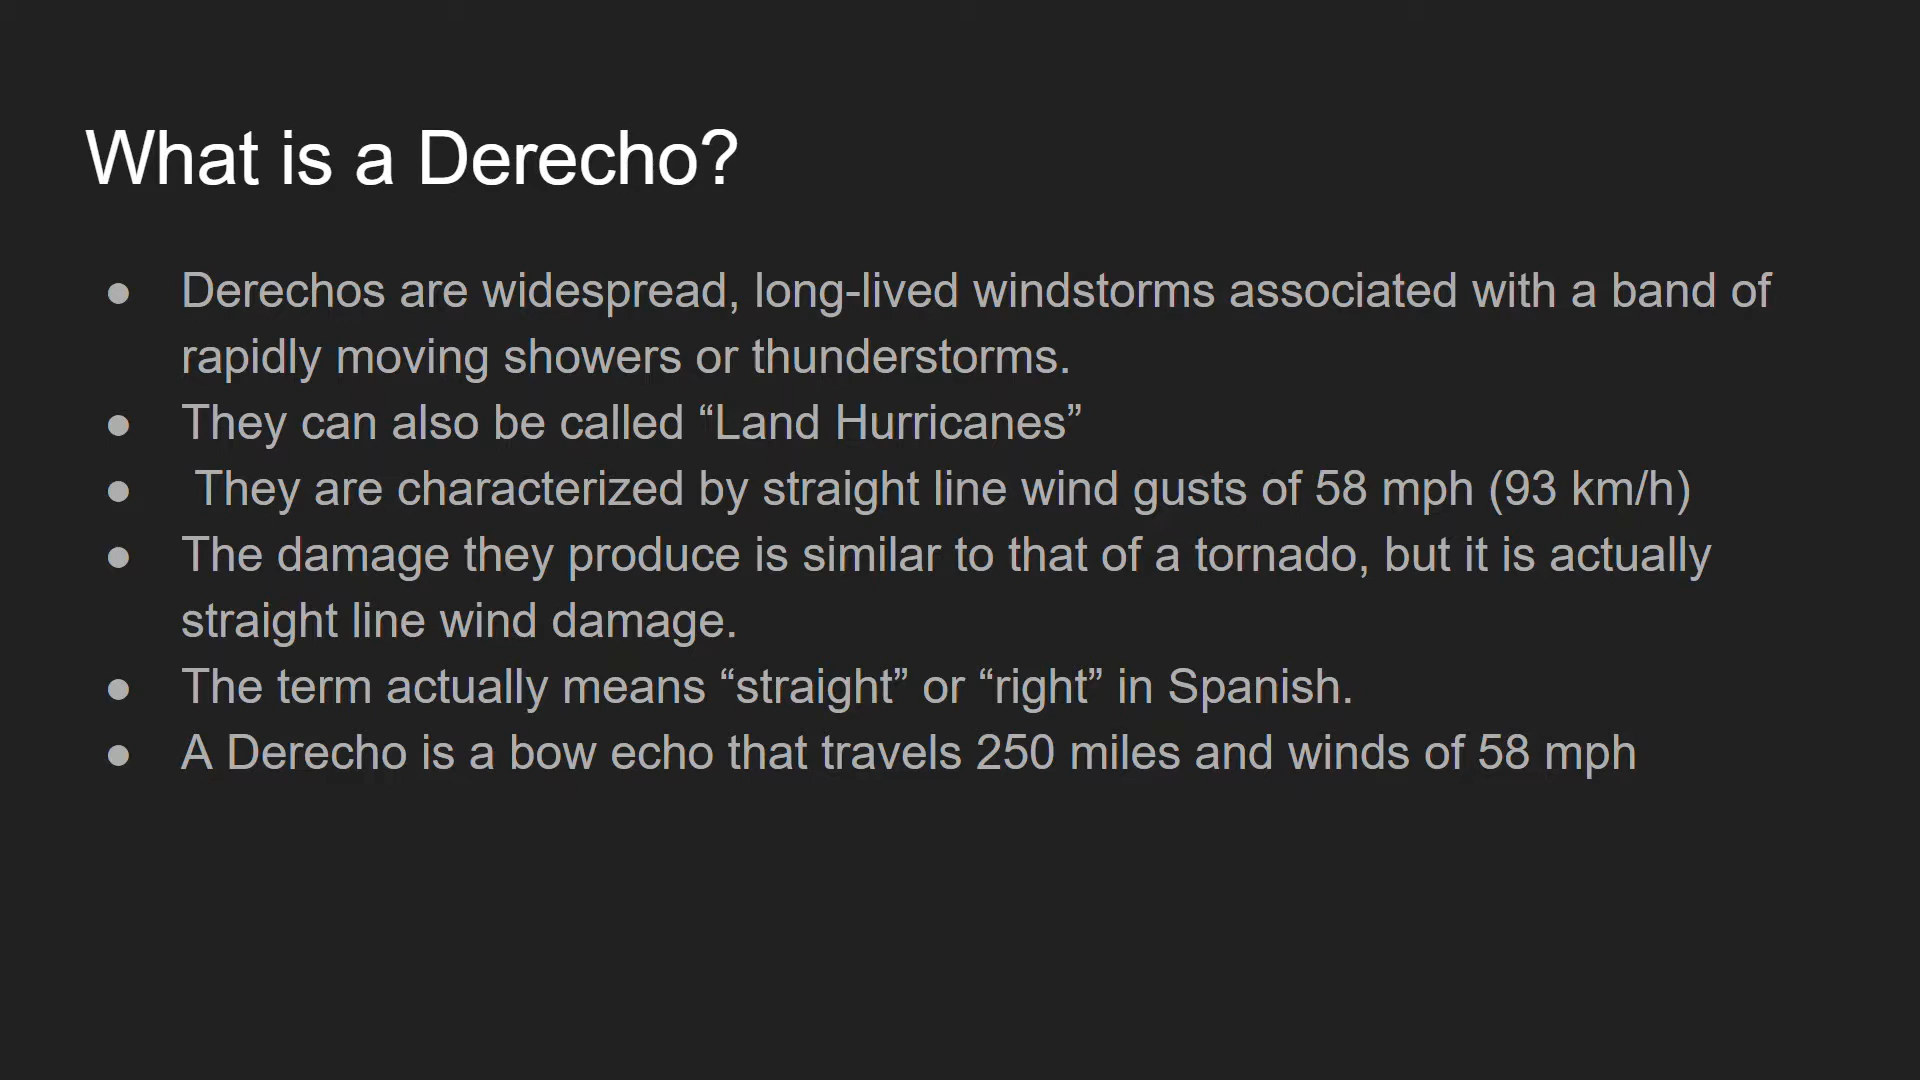 What is a Derecho?
● Derechos are widespread, long-lived windstorms associated with a band of
rapidly moving showers or thunderstorms.
● They can also be called “Land Hurricanes”
● They are characterized by straight line wind gusts of 58 mph (93 km/h)
● The damage they produce is similar to that of a tornado, but it is actually
straight line wind damage.
● The term actually means “straight” or “right” in Spanish.
● A Derecho is a bow echo that travels 250 miles and winds of 58 mph